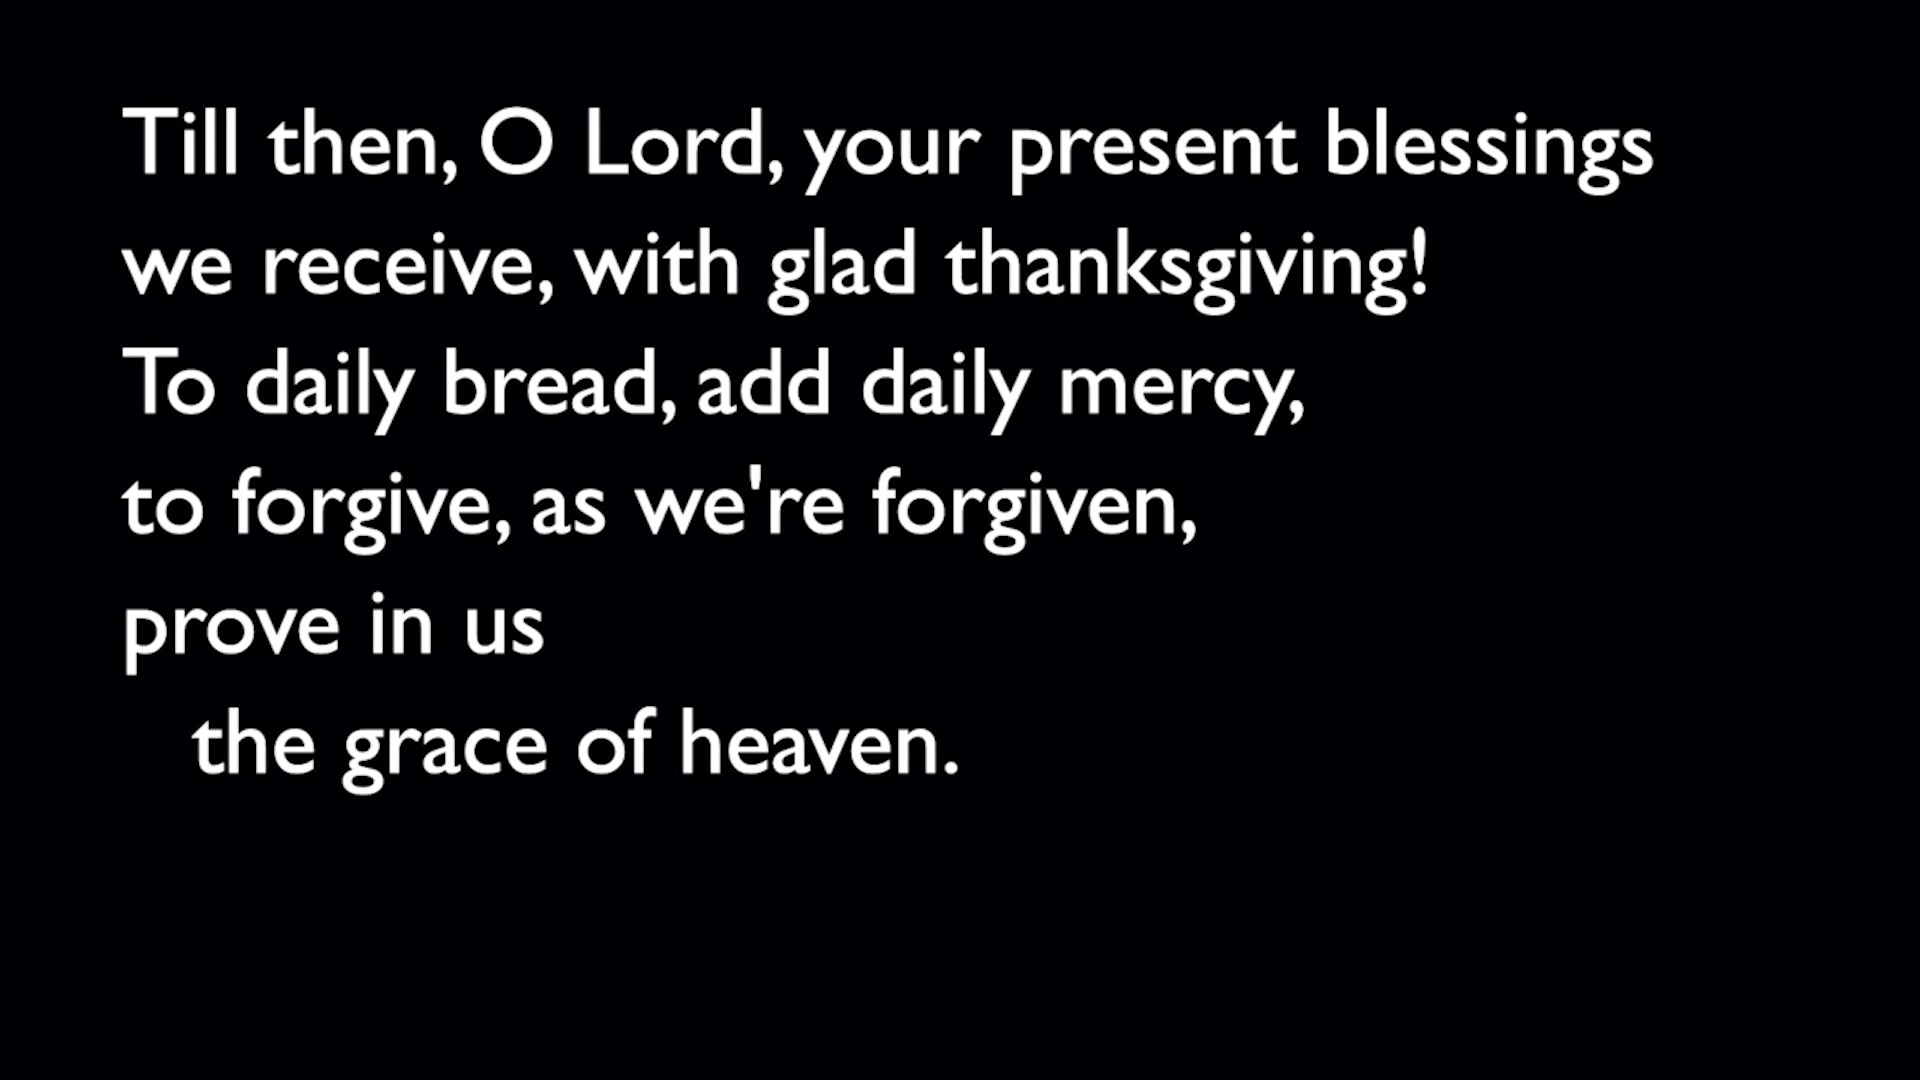 Till then, O Lord, your present blessings
we receive, with glad thanksgiving!
To daily bread, add daily mercy,
to forgive, as we're forgiven,
prove in us
the grace of heaven.